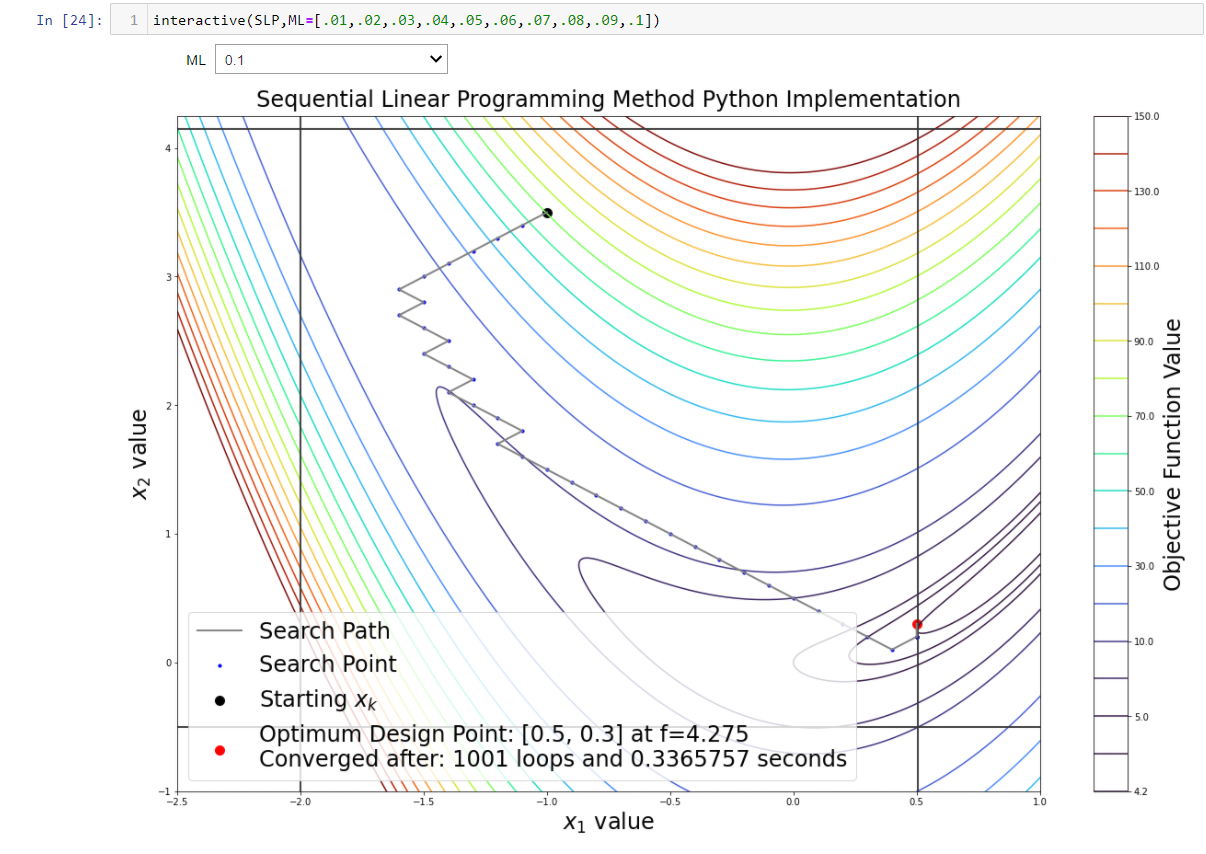 In [24]: 1 interactive(SLP,ML=[.01,.02,.03,.04,.05,.06,.07,.08,.09,.1])
ML 0.1
Sequential Linear Programming Method Python Implementation
4
3
2
1
0
−1
x₂ value
−2.5 −2.0 −1.5 −1.0 −0.5 0.0 0.5 1.0
x₁ value
Search Path
Search Point
Starting xₖ
Optimum Design Point: [0.5, 0.3] at f=4.275
Converged after: 1001 loops and 0.3365757 seconds
150.0
130.0
110.0
90.0
70.0
50.0
30.0
10.0
5.0
4.2
Objective Function Value